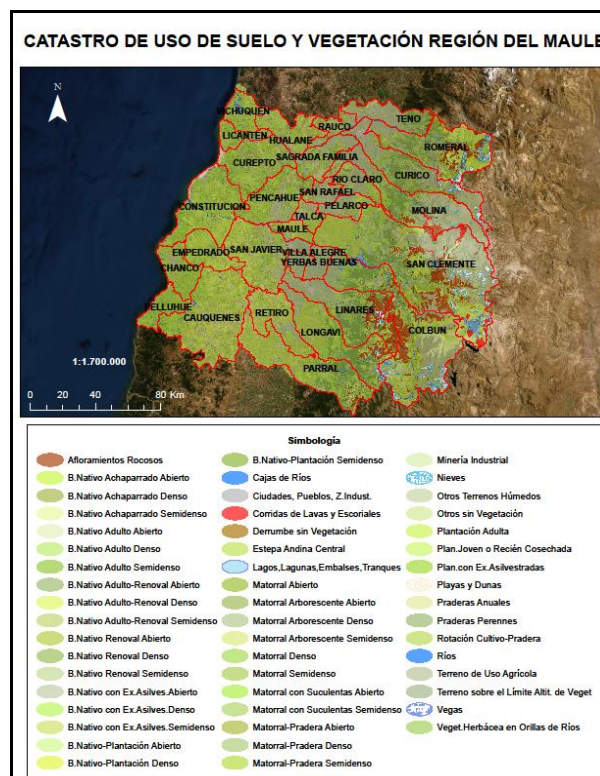 CATASTRO DE USO DE SUELO Y VEGETACIÓN REGIÓN DEL MAULE
N
VICHUQUEN
LICANTEN
HUALANE
RAUCO
TENO
ROMERAL
CUREPTO
SAGRADA FAMILIA
CURICO
RIO CLARO
CONSTITUCION
PENCAHUE
SAN RAFAEL
PELARCO
MOLINA
TALCA
MAULE
EMPEDRADO
SAN JAVIER
VILLA ALEGRE
YERBAS BUENAS
SAN CLEMENTE
CHANCO
PELLUHUE
CAUQUENES
RETIRO
LINARES
COLBUN
LONGAVI
PARRAL
1:1.700.000
0 20 40 80 Km
Simbología
Afloramientos Rocosos
B.Nativo Achaparrado Abierto
B.Nativo Achaparrado Denso
B.Nativo Achaparrado Semidenso
B.Nativo Adulto Abierto
B.Nativo Adulto Denso
B.Nativo Adulto Semidenso
B.Nativo Adulto-Renoval Abierto
B.Nativo Adulto-Renoval Denso
B.Nativo Adulto-Renoval Semidenso
B.Nativo Renoval Abierto
B.Nativo Renoval Denso
B.Nativo Renoval Semidenso
B.Nativo con Ex.Asilves.Abierto
B.Nativo con Ex.Asilves.Denso
B.Nativo con Ex.Asilves.Semidenso
B.Nativo-Plantación Abierto
B.Nativo-Plantación Denso
B.Nativo-Plantación Semidenso
Cajas de Ríos
Ciudades, Pueblos, Z.Indust.
Corridas de Lavas y Escoriales
Derrumbe sin Vegetación
Estepa Andina Central
Lagos,Lagunas,Embalses,Tranques
Matorral Abierto
Matorral Arborescente Abierto
Matorral Arborescente Denso
Matorral Arborescente Semidenso
Matorral Denso
Matorral Semidenso
Matorral con Suculentas Abierto
Matorral con Suculentas Semidenso
Matorral-Pradera Abierto
Matorral-Pradera Denso
Matorral-Pradera Semidenso
Minería Industrial
Nieves
Otros Terrenos Húmedos
Otros sin Vegetación
Plantación Adulta
Plan.Joven o Recién Cosechada
Plan.con Ex.Asilvestradas
Playas y Dunas
Praderas Anuales
Praderas Perennes
Rotación Cultivo-Pradera
Ríos
Terreno de Uso Agrícola
Terreno sobre el Límite Altit. de Veget
Vegas
Veget.Herbácea en Orillas de Ríos